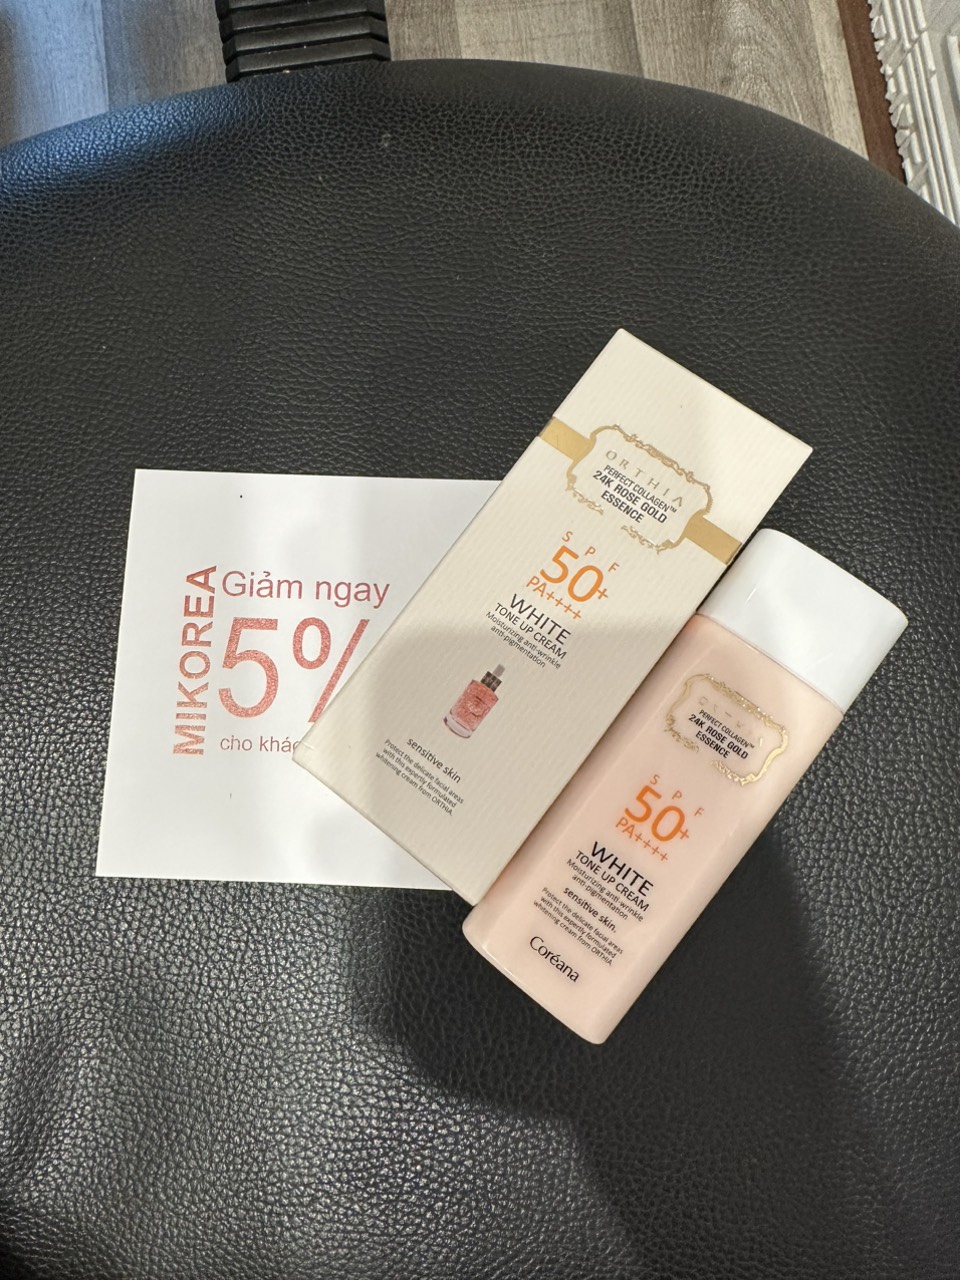 MIKOREA
Giảm ngay
5%
cho
ORTHIA
PERFECT COLLAGEN™
24K ROSE GOLD
ESSENCE
SPF
50+
PA++++
WHITE
TONE UP CREAM
Moisturizing anti-wrinkle
anti-pigmentation
sensitive skin
Protect the delicate facial areas
with this expertly formulated
whitening cream from ORTHIA.
PERFECT COLLAGEN™
24K ROSE GOLD
ESSENCE
SPF
50+
PA++++
WHITE
TONE UP CREAM
Moisturizing anti-wrinkle
anti-pigmentation
sensitive skin.
Protect the delicate facial areas
with this expertly formulated
whitening cream from ORTHIA.
Coréana